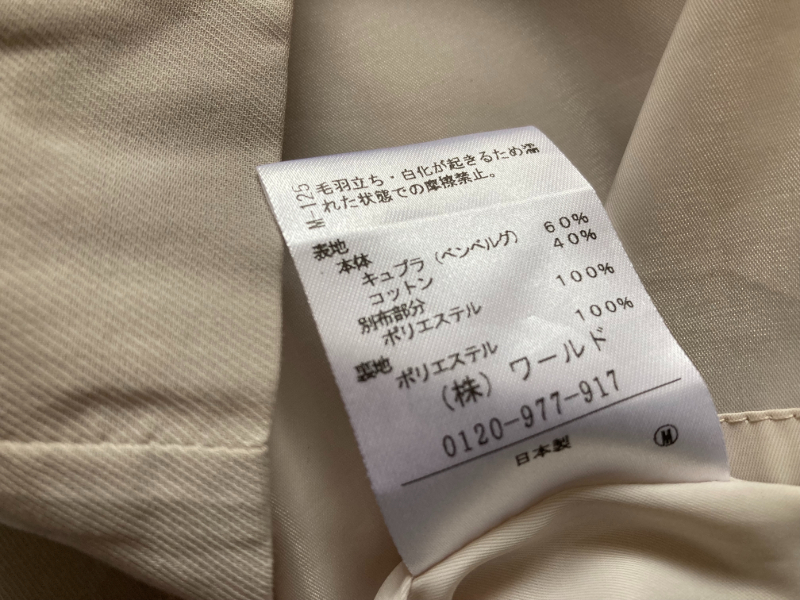 M-125
毛羽立ち・白化が起きるため濡
れた状態での摩擦禁止。
表地
本体
キュプラ（ベンベルグ） 60%
コットン 40%
別布部分
ポリエステル 100%
裏地
ポリエステル 100%
（株）ワールド
0120-977-917
日本製 M